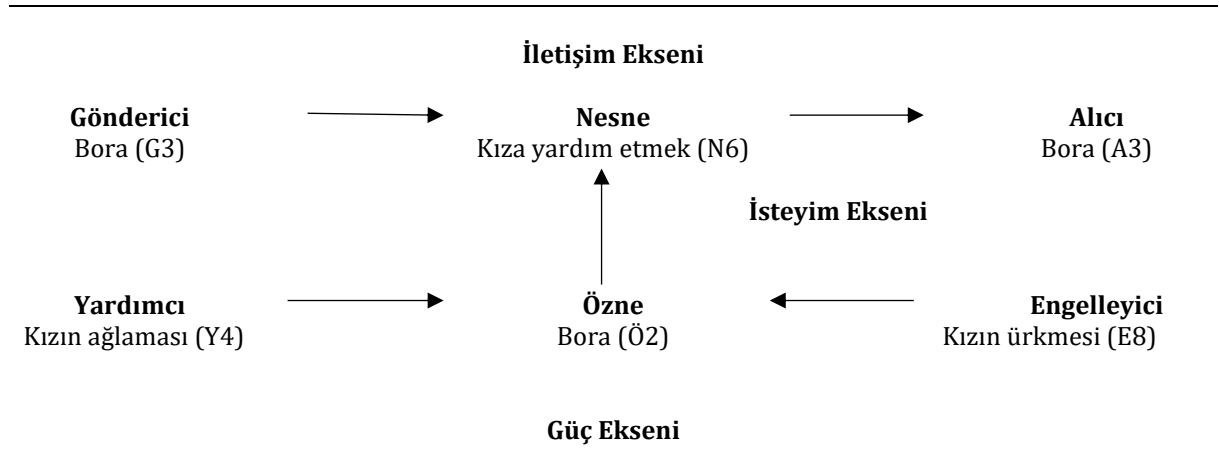 İletişim Ekseni
Gönderici Nesne Alıcı
Bora (G3) Kıza yardım etmek (N6) Bora (A3)
İsteyim Ekseni
Yardımcı Özne Engelleyici
Kızın ağlaması (Y4) Bora (Ö2) Kızın ürkmesi (E8)
Güç Ekseni